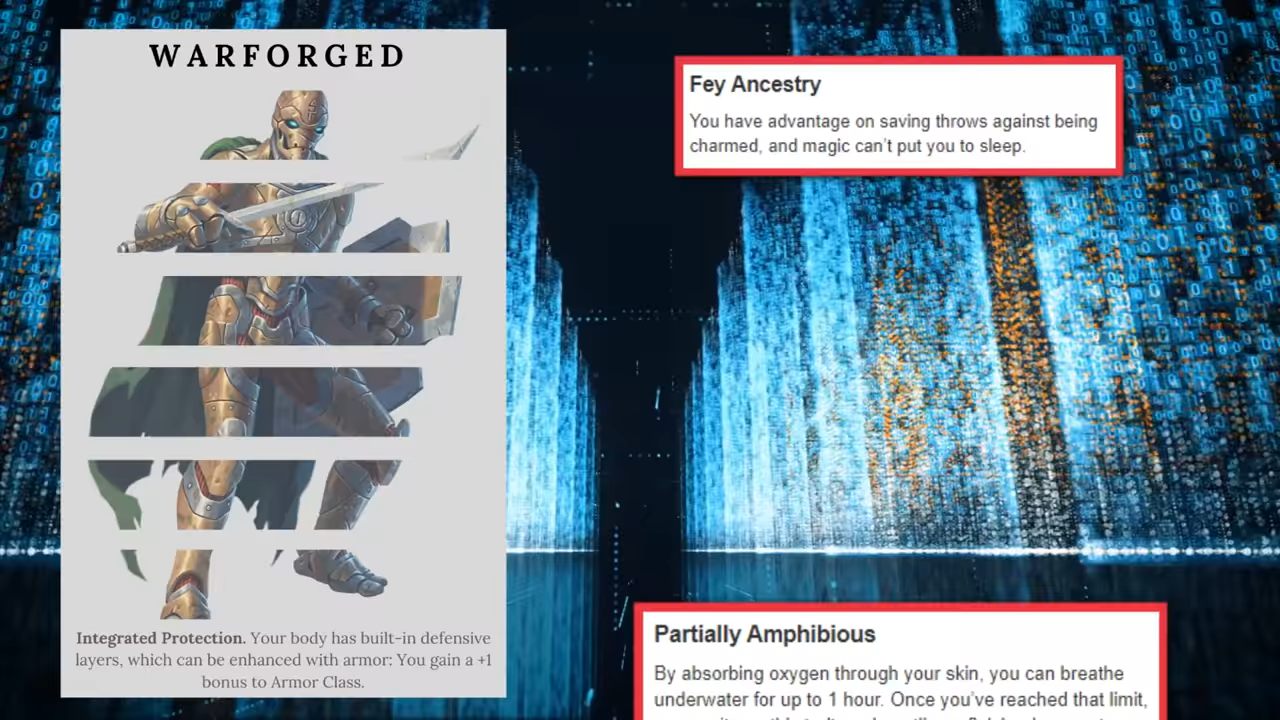 WARFORGED
Integrated Protection. Your body has built-in defensive
layers, which can be enhanced with armor: You gain a +1
bonus to Armor Class.
Fey Ancestry
You have advantage on saving throws against being
charmed, and magic can't put you to sleep.
Partially Amphibious
By absorbing oxygen through your skin, you can breathe
underwater for up to 1 hour. Once you've reached that limit,